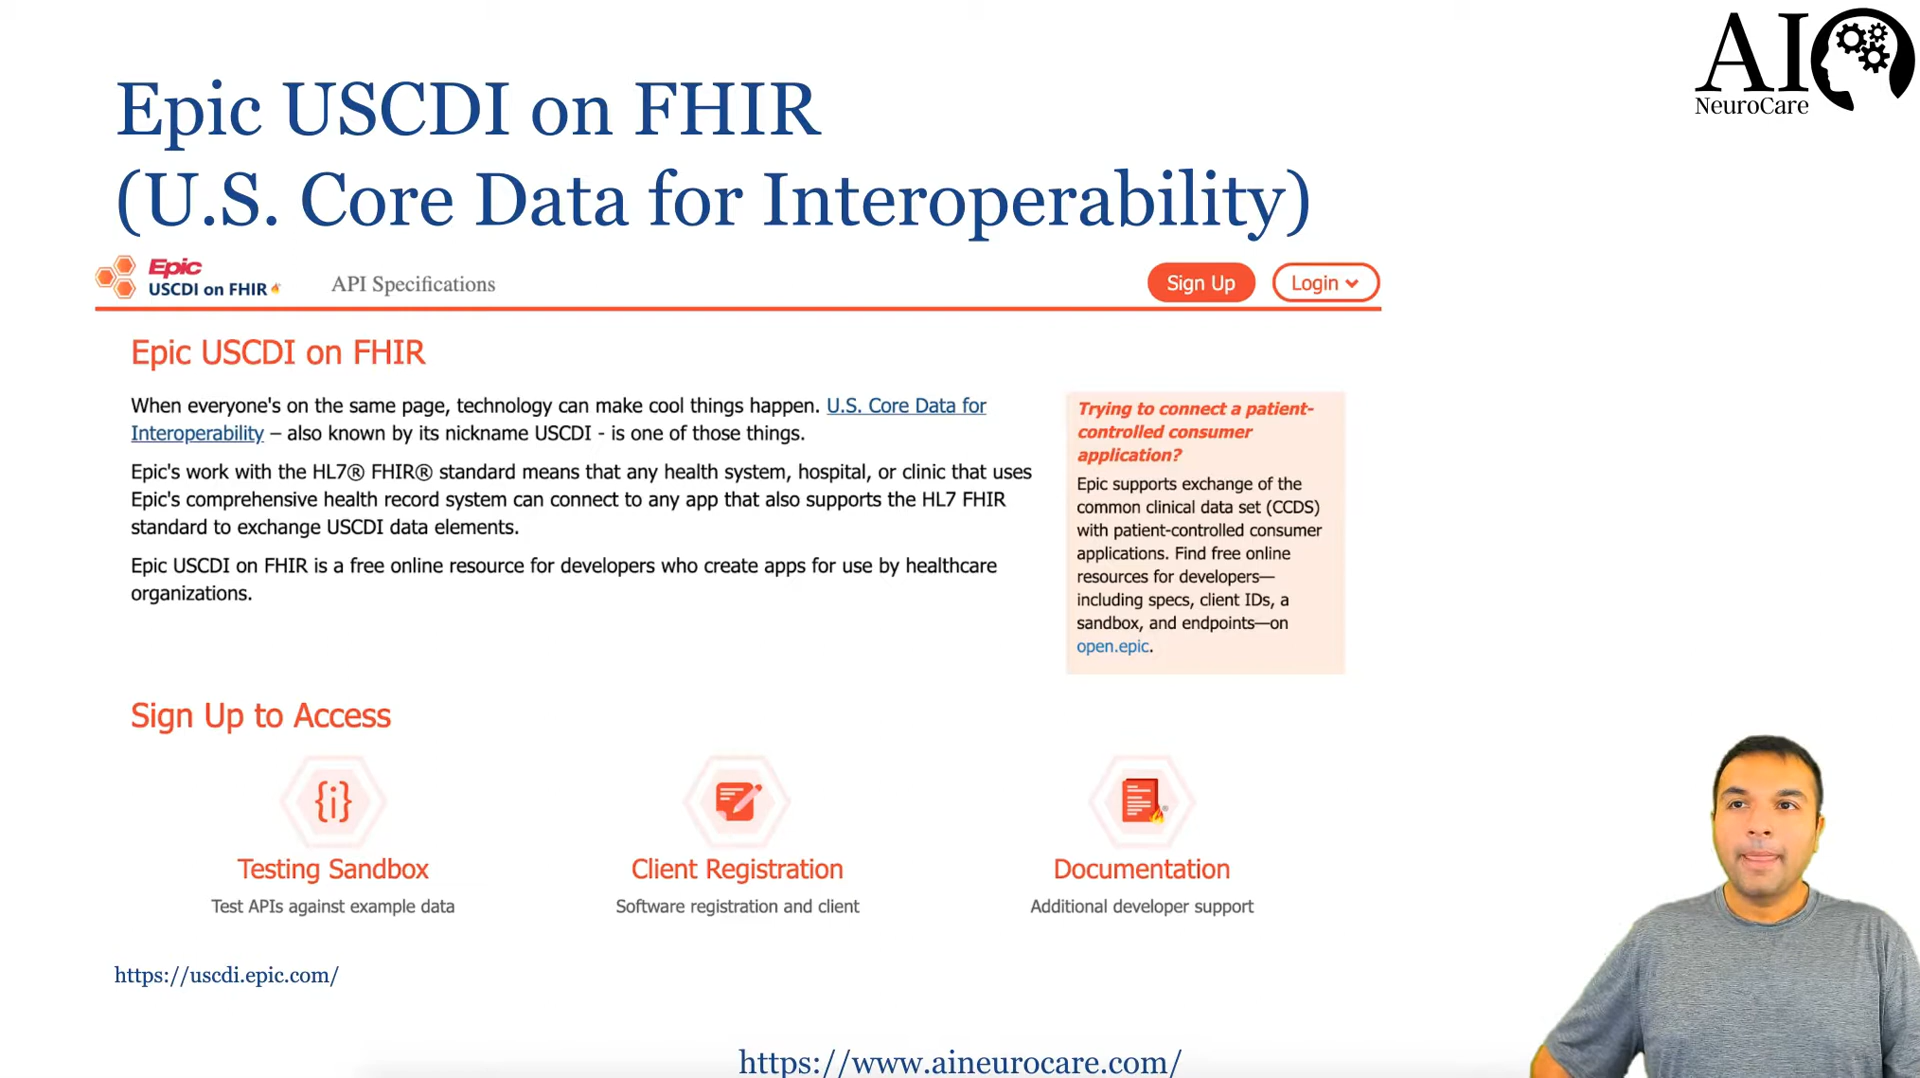 AI
NeuroCare
Epic USCDI on FHIR
(U.S. Core Data for Interoperability)
Epic
USCDI on FHIR
API Specifications
Sign Up
Login
Epic USCDI on FHIR
When everyone's on the same page, technology can make cool things happen. U.S. Core Data for
Interoperability – also known by its nickname USCDI - is one of those things.
Epic's work with the HL7® FHIR® standard means that any health system, hospital, or clinic that uses
Epic's comprehensive health record system can connect to any app that also supports the HL7 FHIR
standard to exchange USCDI data elements.
Epic USCDI on FHIR is a free online resource for developers who create apps for use by healthcare
organizations.
Trying to connect a patient-
controlled consumer
application?
Epic supports exchange of the
common clinical data set (CCDS)
with patient-controlled consumer
applications. Find free online
resources for developers—
including specs, client IDs, a
sandbox, and endpoints—on
open.epic.
Sign Up to Access
{i}
Testing Sandbox
Test APIs against example data
Client Registration
Software registration and client
Documentation
Additional developer support
https://uscdi.epic.com/
https://www.aineurocare.com/